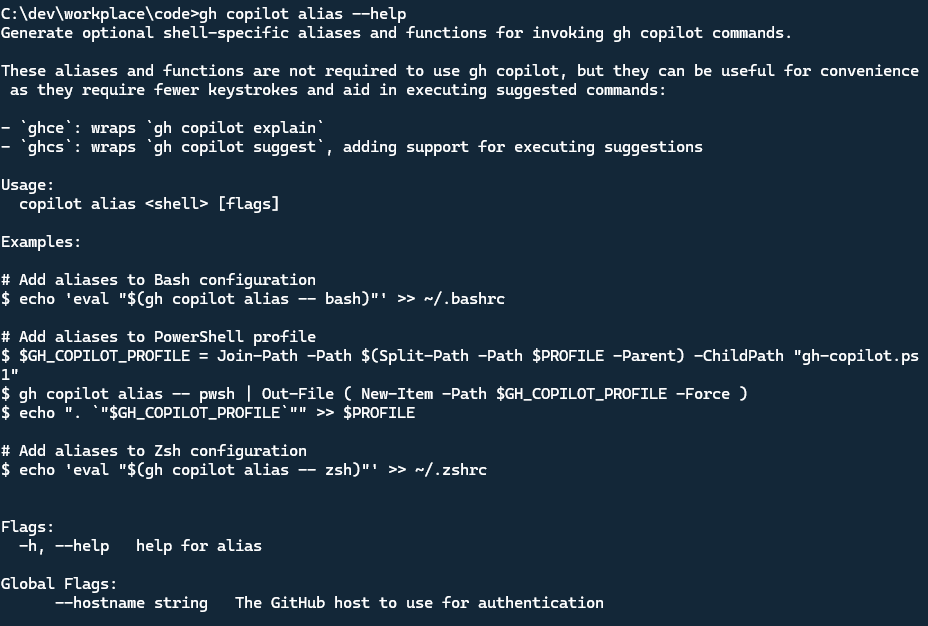 C:\dev\workplace\code>gh copilot alias --help
Generate optional shell-specific aliases and functions for invoking gh copilot commands.

These aliases and functions are not required to use gh copilot, but they can be useful for convenience
 as they require fewer keystrokes and aid in executing suggested commands:

- `ghce`: wraps `gh copilot explain`
- `ghcs`: wraps `gh copilot suggest`, adding support for executing suggestions

Usage:
  copilot alias <shell> [flags]

Examples:

# Add aliases to Bash configuration
$ echo 'eval "$(gh copilot alias -- bash)"' >> ~/.bashrc

# Add aliases to PowerShell profile
$ $GH_COPILOT_PROFILE = Join-Path -Path $(Split-Path -Path $PROFILE -Parent) -ChildPath "gh-copilot.ps
1"
$ gh copilot alias -- pwsh | Out-File ( New-Item -Path $GH_COPILOT_PROFILE -Force )
$ echo ". `"$GH_COPILOT_PROFILE`"" >> $PROFILE

# Add aliases to Zsh configuration
$ echo 'eval "$(gh copilot alias -- zsh)"' >> ~/.zshrc


Flags:
  -h, --help   help for alias

Global Flags:
      --hostname string   The GitHub host to use for authentication